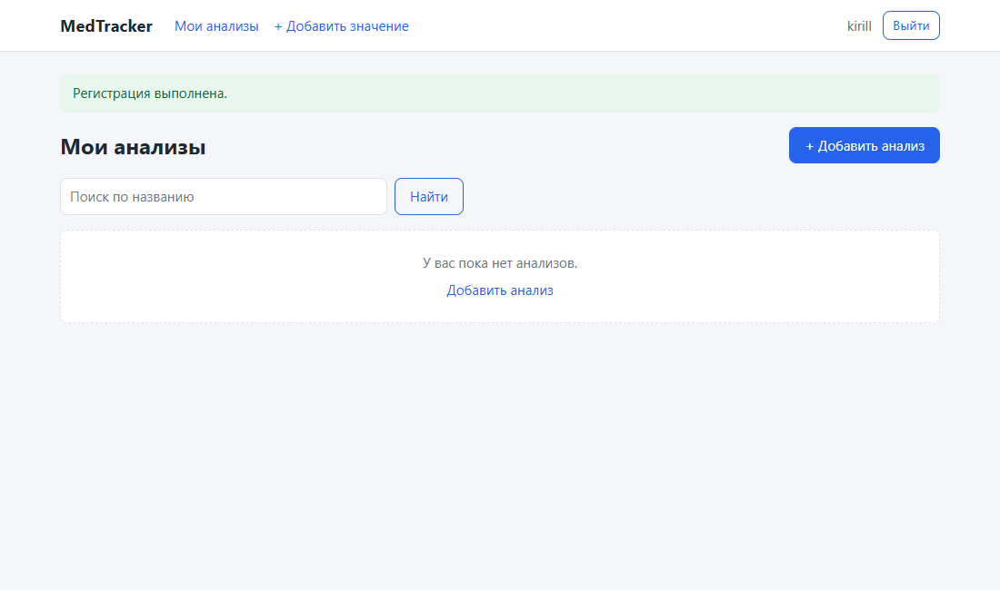 MedTracker Мои анализы + Добавить значение kirill Выйти
Регистрация выполнена.
Мои анализы + Добавить анализ
Поиск по названию Найти
У вас пока нет анализов.
Добавить анализ